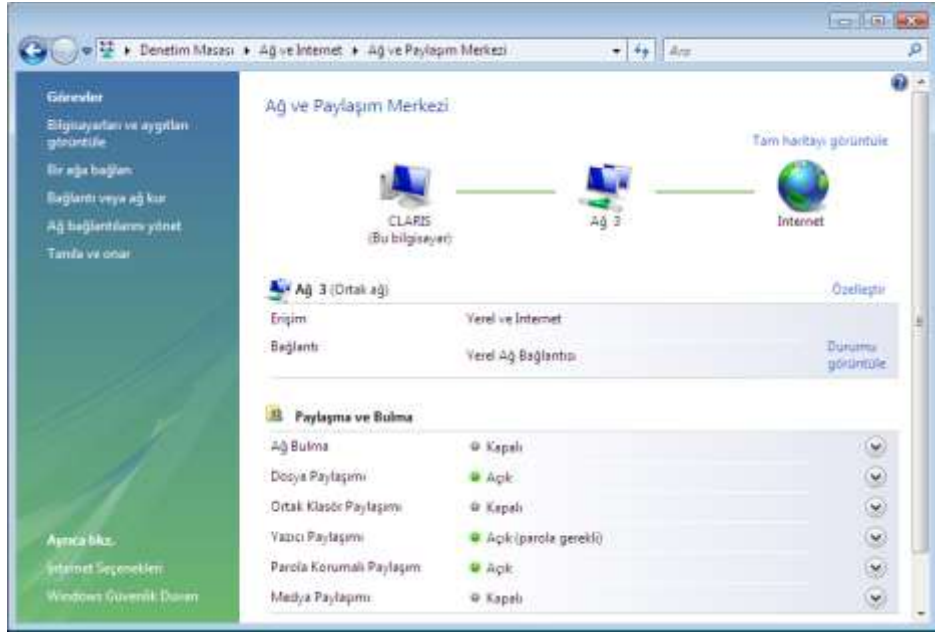 Denetim Masası ▸ Ağ ve Internet ▸ Ağ ve Paylaşım Merkezi
Ara
Görevler
Bilgisayarları ve aygıtları
görüntüle
Bir ağa bağlan
Bağlantı veya ağ kur
Ağ bağlantılarını yönet
Tanıla ve onar
Ayrıca bkz.
Internet Seçenekleri
Windows Güvenlik Duvarı
Ağ ve Paylaşım Merkezi
Tam haritayı görüntüle
CLARIS
(Bu bilgisayar)
Ağ 3
Internet
Ağ 3 (Ortak ağ)
Özelleştir
Erişim
Yerel ve Internet
Bağlantı
Yerel Ağ Bağlantısı
Durumu
görüntüle
Paylaşma ve Bulma
Ağ Bulma
Kapalı
Dosya Paylaşımı
Açık
Ortak Klasör Paylaşımı
Kapalı
Yazıcı Paylaşımı
Açık (parola gerekli)
Parola Korumalı Paylaşım
Açık
Medya Paylaşımı
Kapalı